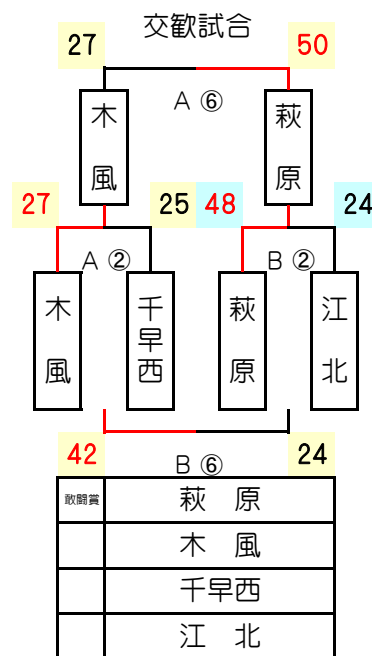 交歓試合
27 50
A ⑥
木風 萩原
27 25 48 24
A ② B ②
木風 千早西 萩原 江北
42 24
B ⑥
敢闘賞 萩 原
木 風
千早西
江 北